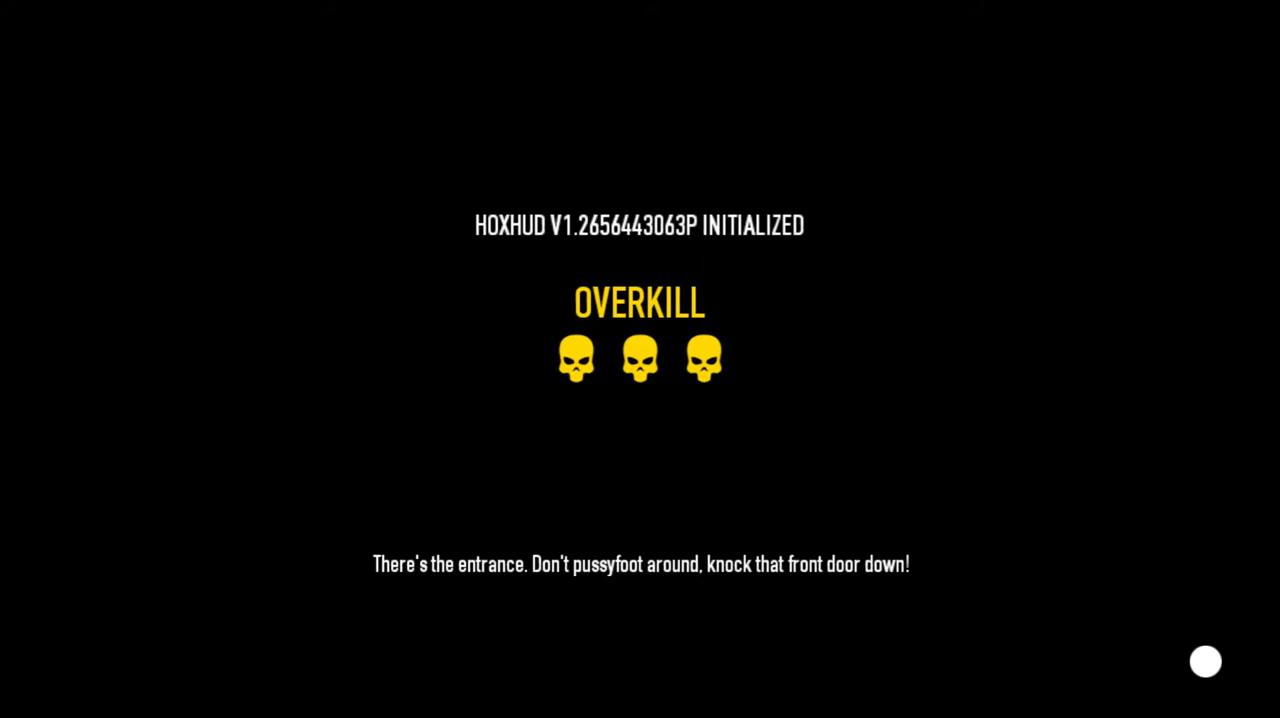 HOXHUD V1.2656443063P INITIALIZED
OVERKILL
There's the entrance. Don't pussyfoot around, knock that front door down!